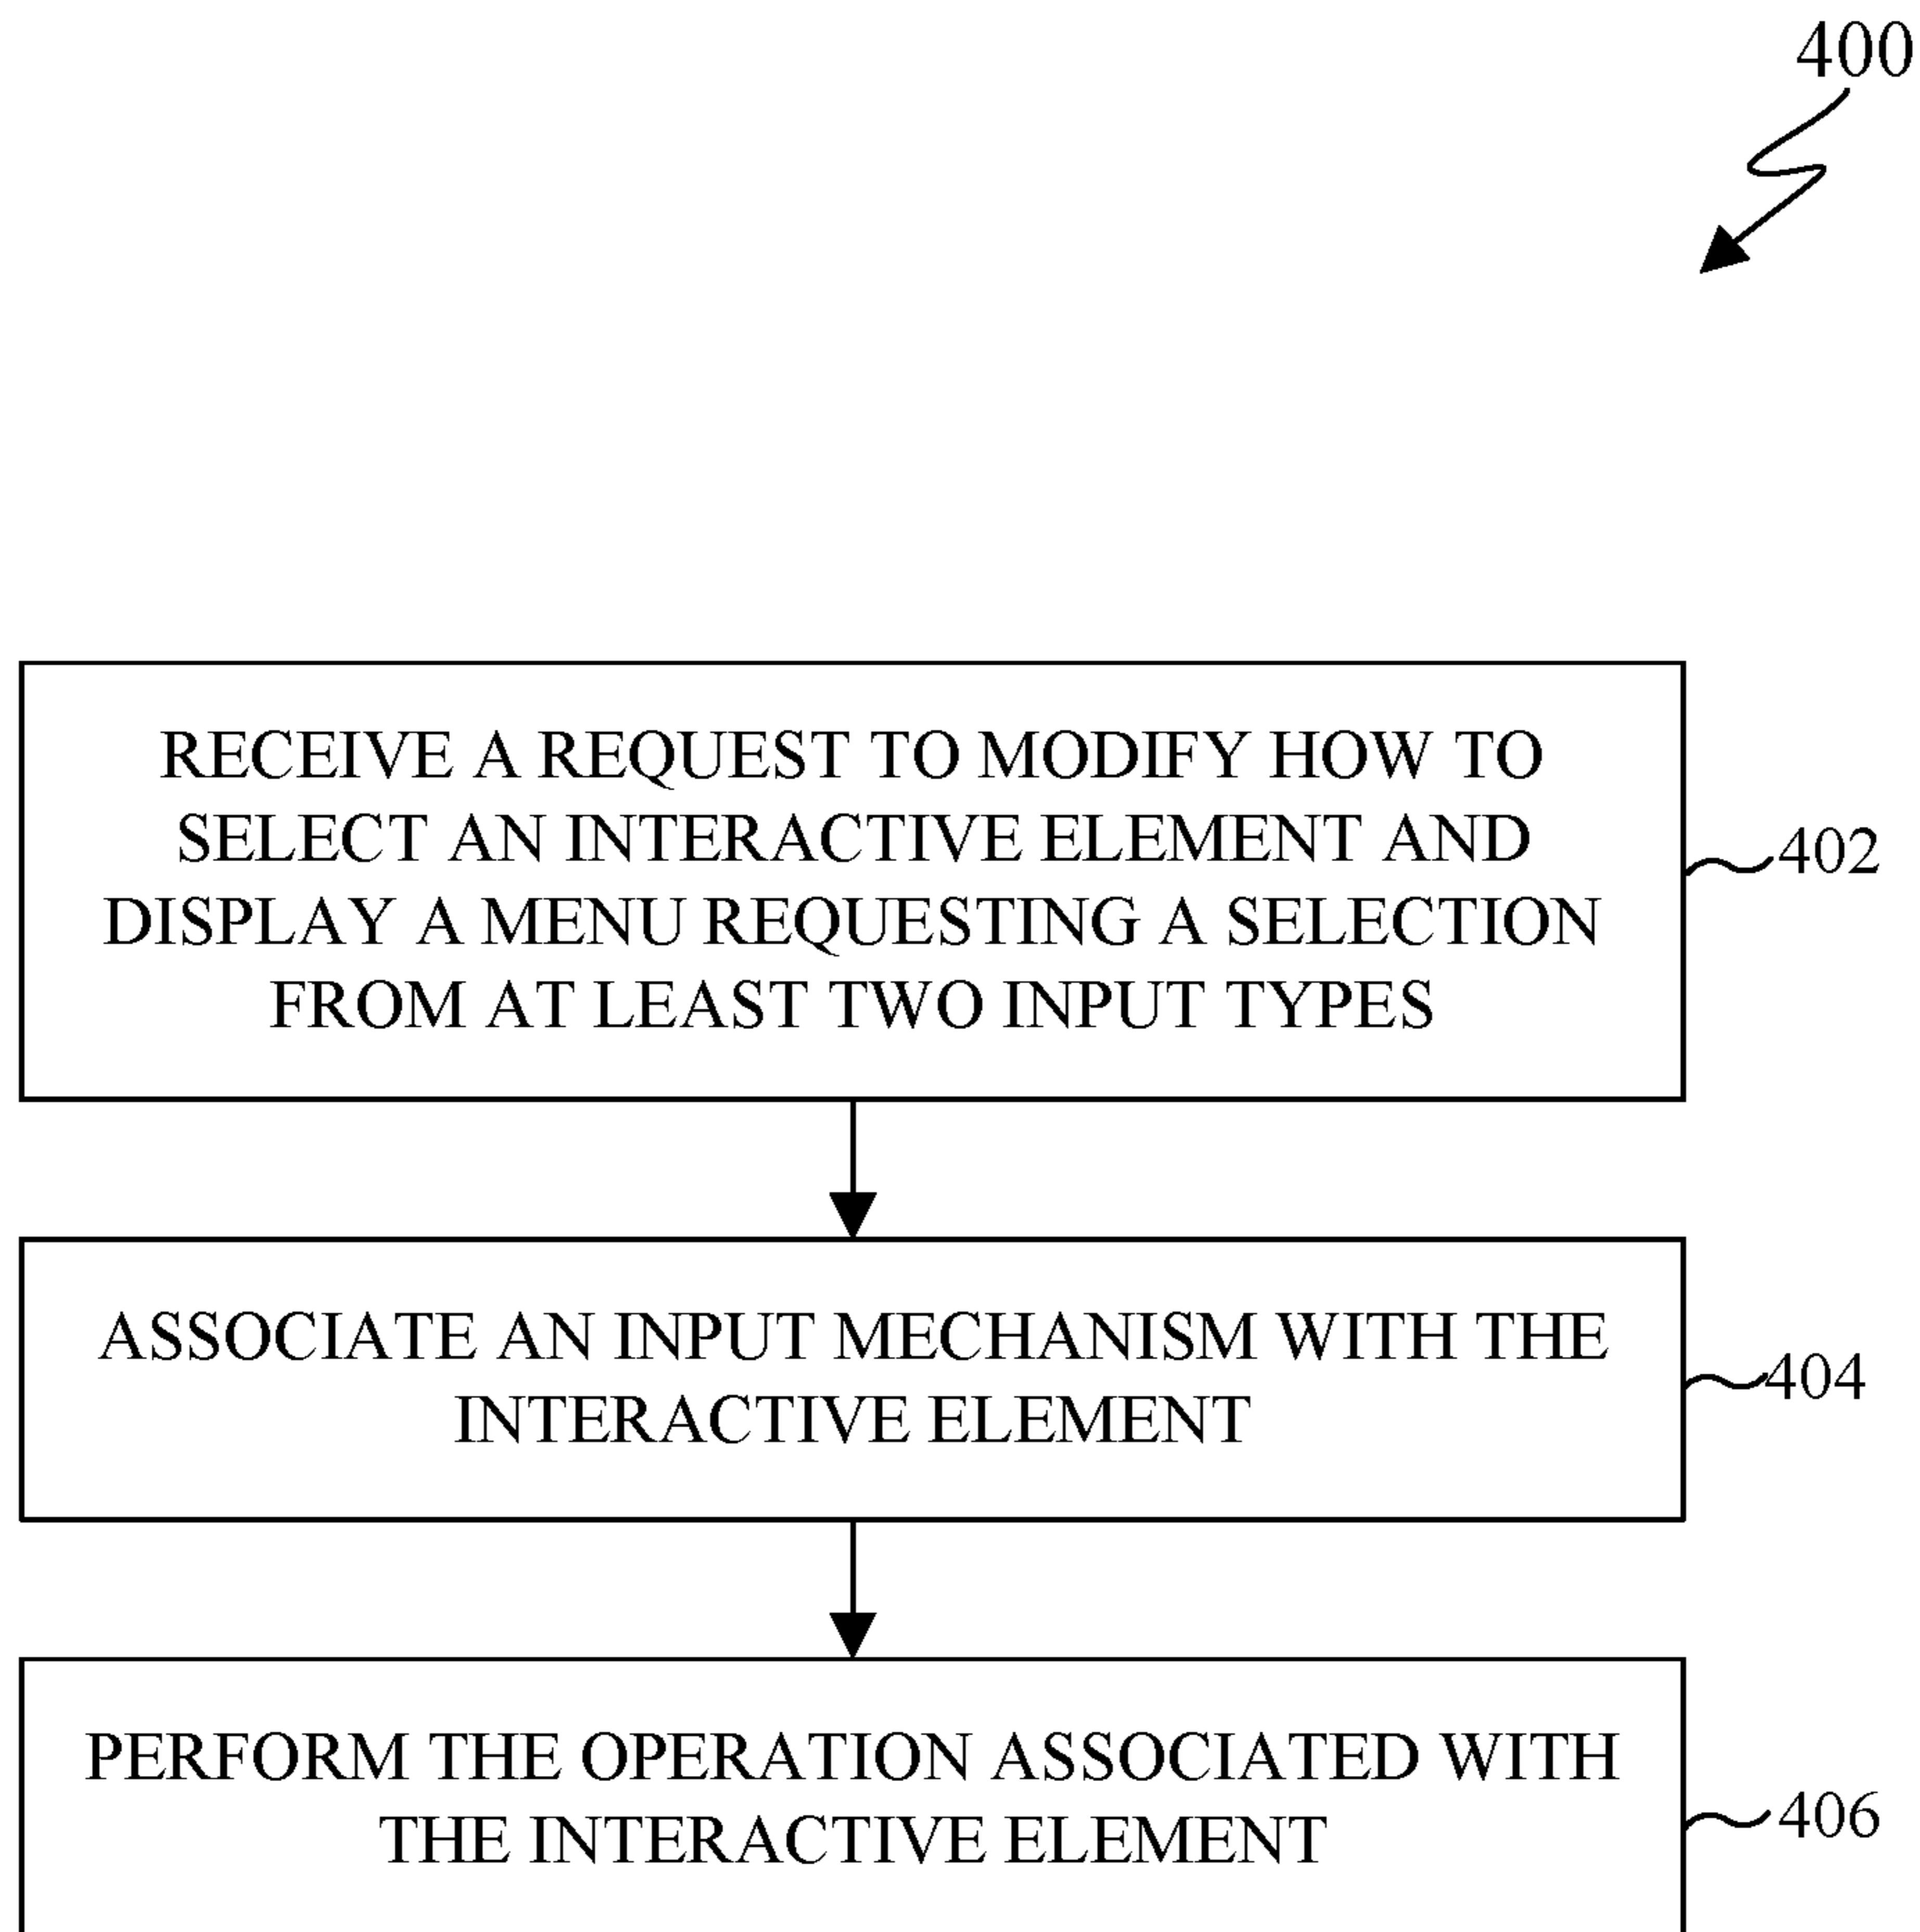 400
RECEIVE A REQUEST TO MODIFY HOW TO
SELECT AN INTERACTIVE ELEMENT AND
DISPLAY A MENU REQUESTING A SELECTION
FROM AT LEAST TWO INPUT TYPES
402
ASSOCIATE AN INPUT MECHANISM WITH THE
INTERACTIVE ELEMENT
404
PERFORM THE OPERATION ASSOCIATED WITH
THE INTERACTIVE ELEMENT
406